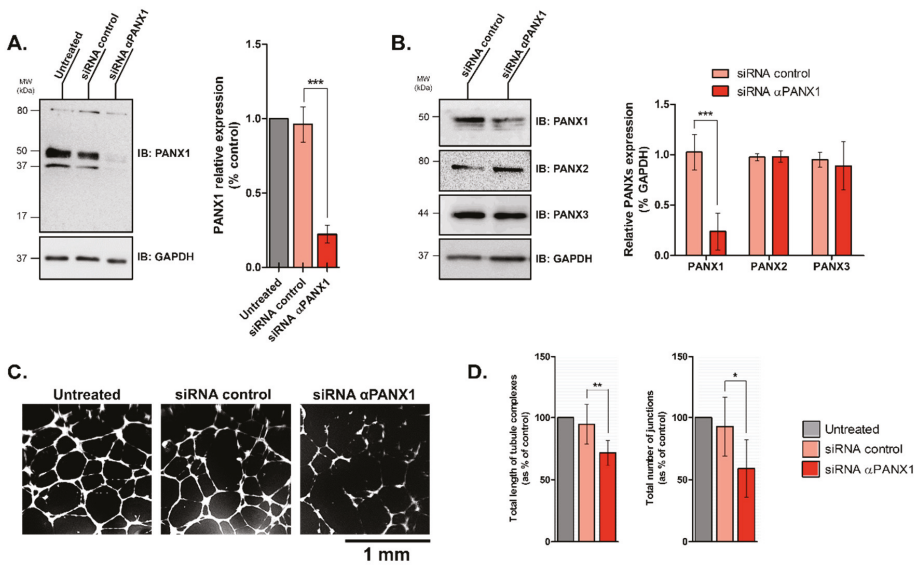 A.
Untreated
siRNA control
siRNA αPANX1
MW
(kDa)
80
50
37
17
37
IB: PANX1
IB: GAPDH
PANX1 relative expression
(% control)
1.5
1.0
0.5
0.0
***
Untreated
siRNA control
siRNA αPANX1
B.
siRNA control
siRNA αPANX1
MW
(kDa)
50
80
44
37
IB: PANX1
IB: PANX2
IB: PANX3
IB: GAPDH
siRNA control
siRNA αPANX1
Relative PANXs expression
(% GAPDH)
1.5
1.0
0.5
0.0
***
PANX1 PANX2 PANX3
C.
Untreated siRNA control siRNA αPANX1
1 mm
D.
Total length of tubule complexes
(as % of control)
150
100
50
0
**
Total number of junctions
(as % of control)
150
100
50
0
*
Untreated
siRNA control
siRNA αPANX1